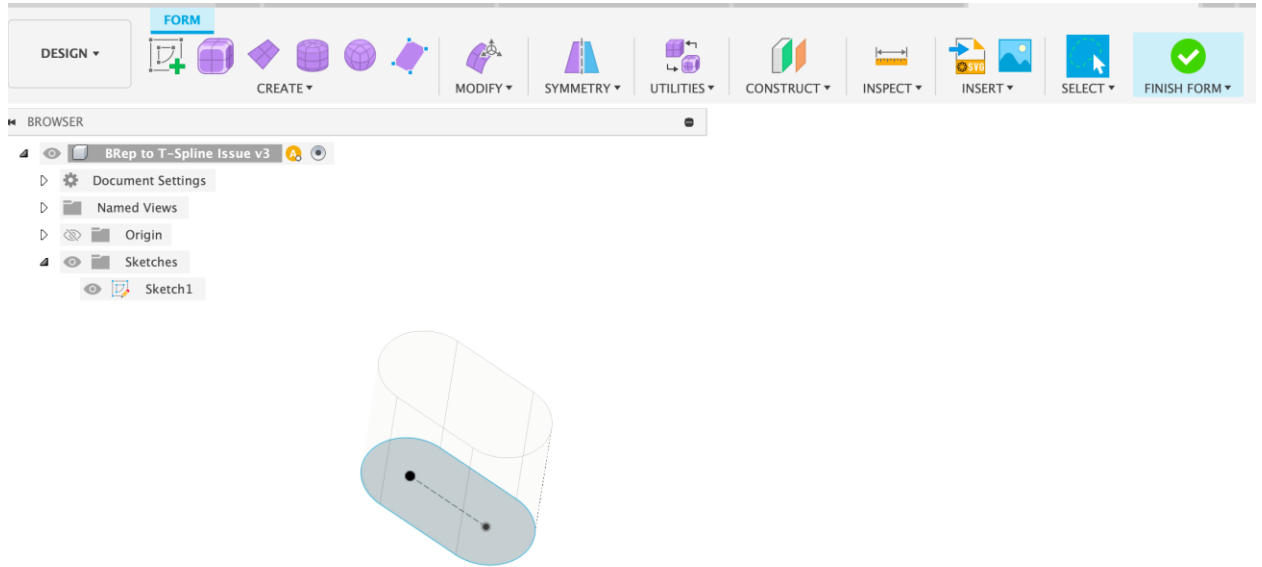 FORM
DESIGN ▾
SVG
CREATE ▾ MODIFY ▾ SYMMETRY ▾ UTILITIES ▾ CONSTRUCT ▾ INSPECT ▾ INSERT ▾ SELECT ▾ FINISH FORM ▾
BROWSER
BRep to T-Spline Issue v3 A
Document Settings
Named Views
Origin
Sketches
Sketch1